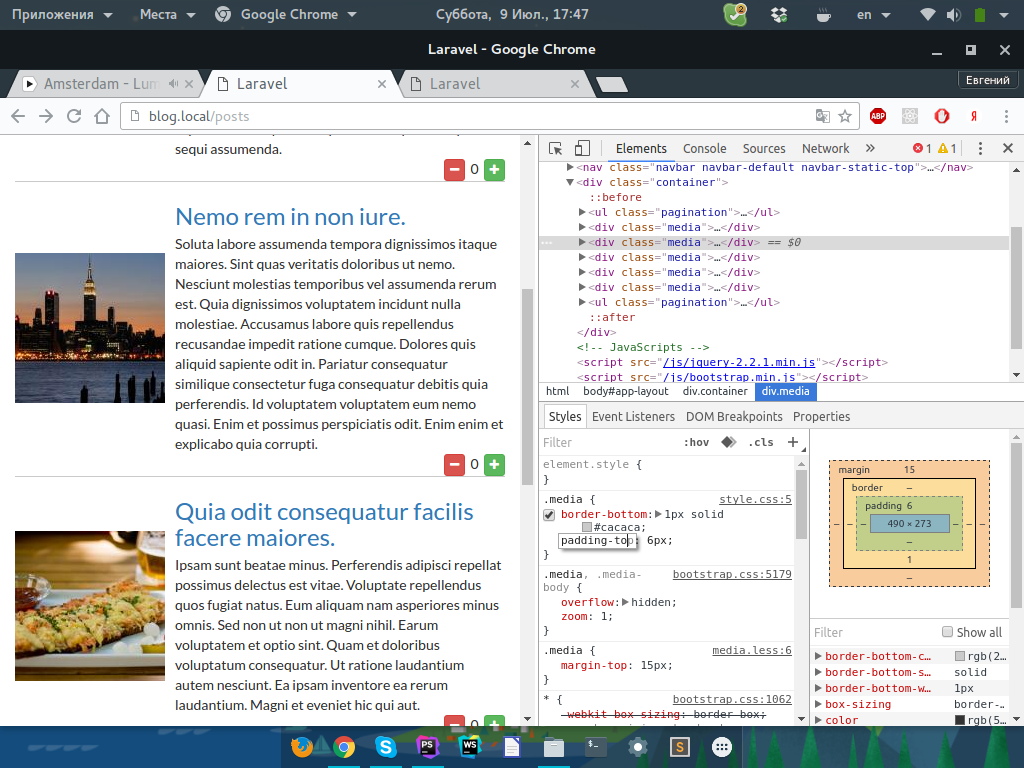 Приложения Места Google Chrome Суббота, 9 Июл., 17:47 2 en
Laravel - Google Chrome
Amsterdam - Lum Laravel Laravel Евгений
blog.local/posts ABP Я
sequi assumenda.
0
Nemo rem in non iure.
Soluta labore assumenda tempora dignissimos itaque
maiores. Sint quas veritatis doloribus ut nemo.
Nesciunt molestias temporibus vel assumenda rerum
est. Quia dignissimos voluptatem incidunt nulla
molestiae. Accusamus labore quis repellendus
recusandae impedit ratione cumque. Dolores quis
aliquid sapiente odit in. Pariatur consequatur
similique consectetur fuga consequatur debitis quia
perferendis. Id voluptatem voluptatem eum nemo
quasi. Enim et possimus perspiciatis odit. Enim enim et
explicabo quia corrupti.
0
Quia odit consequatur facilis
facere maiores.
Ipsam sunt beatae minus. Perferendis adipisci repellat
possimus delectus est vitae. Voluptate repellendus
quos fugiat natus. Eum aliquam nam asperiores minus
omnis. Sed non ut non ut magni nihil. Earum
voluptatem et optio sint. Quam et doloribus
voluptatum consequatur. Ut ratione laudantium
autem nesciunt. Ea ipsam inventore ea rerum
laudantium. Magni et eveniet hic qui aut.
0
Elements Console Sources Network » 1 1
<nav class="navbar navbar-default navbar-static-top">…</nav>
<div class="container">
::before
<ul class="pagination">…</ul>
<div class="media">…</div>
<div class="media">…</div> == $0
<div class="media">…</div>
<div class="media">…</div>
<div class="media">…</div>
<ul class="pagination">…</ul>
::after
</div>
<!-- JavaScripts -->
<script src="/js/jquery-2.2.1.min.js"></script>
<script src="/js/bootstrap.min.js"></script>
html body#app-layout div.container div.media
Styles Event Listeners DOM Breakpoints Properties
Filter :hov .cls +
element.style {
}
.media { style.css:5
border-bottom: 1px solid
#cacaca;
padding-top: 6px;
}
.media, .media- bootstrap.css:5179
body {
overflow: hidden;
zoom: 1;
}
.media { media.less:6
margin-top: 15px;
}
* { bootstrap.css:1062
-webkit-box-sizing: border-box;
margin 15
border –
padding 6
– – – 490 × 273 – – –
–
1
–
Filter Show all
border-bottom-c… rgb(2…
border-bottom-s… solid
border-bottom-w… 1px
box-sizing border-…
color rgb(5…
PS WS S